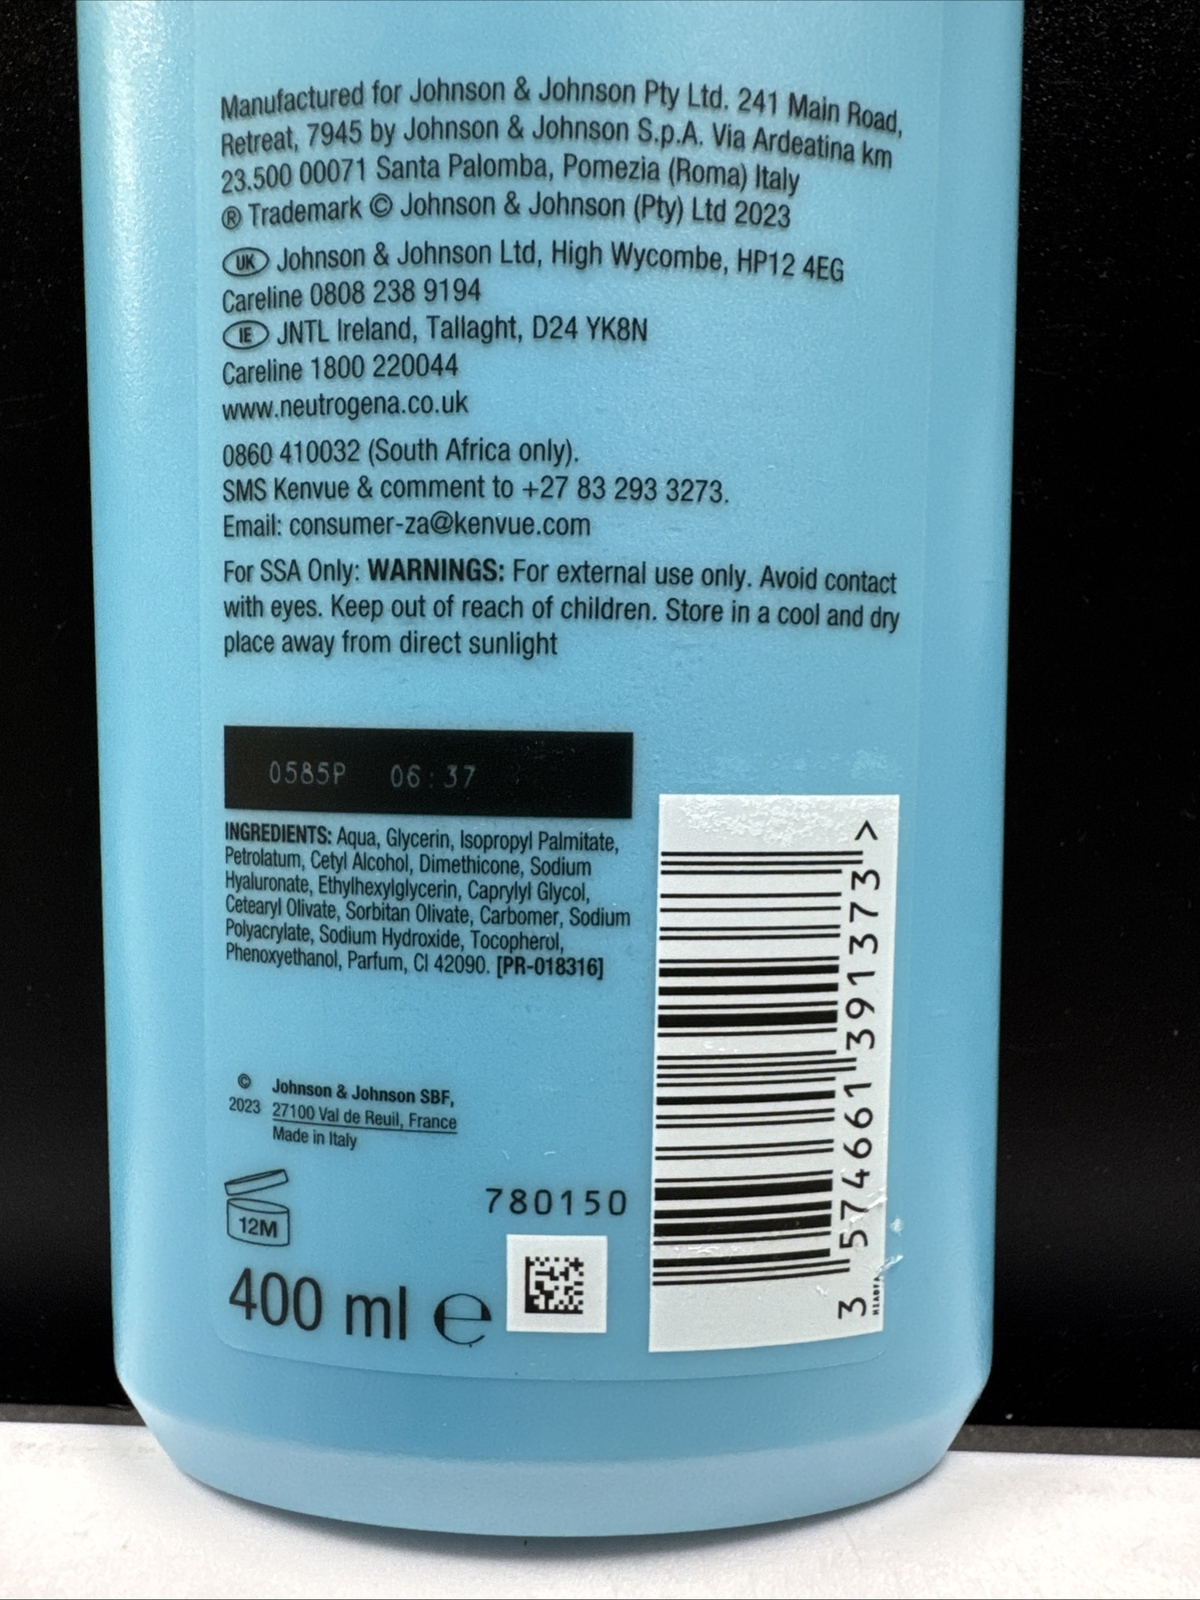 Manufactured for Johnson & Johnson Pty Ltd. 241 Main Road,
Retreat, 7945 by Johnson & Johnson S.p.A. Via Ardeatina km
23.500 00071 Santa Palomba, Pomezia (Roma) Italy
® Trademark © Johnson & Johnson (Pty) Ltd 2023
UK Johnson & Johnson Ltd, High Wycombe, HP12 4EG
Careline 0808 238 9194
IE JNTL Ireland, Tallaght, D24 YK8N
Careline 1800 220044
www.neutrogena.co.uk
0860 410032 (South Africa only).
SMS Kenvue & comment to +27 83 293 3273.
Email: consumer-za@kenvue.com
For SSA Only: WARNINGS: For external use only. Avoid contact
with eyes. Keep out of reach of children. Store in a cool and dry
place away from direct sunlight
0585P 06:37
INGREDIENTS: Aqua, Glycerin, Isopropyl Palmitate,
Petrolatum, Cetyl Alcohol, Dimethicone, Sodium
Hyaluronate, Ethylhexylglycerin, Caprylyl Glycol,
Cetearyl Olivate, Sorbitan Olivate, Carbomer, Sodium
Polyacrylate, Sodium Hydroxide, Tocopherol,
Phenoxyethanol, Parfum, CI 42090. [PR-018316]
© Johnson & Johnson SBF,
2023 27100 Val de Reuil, France
Made in Italy
12M
780150
400 ml e
3 574661 391373 >